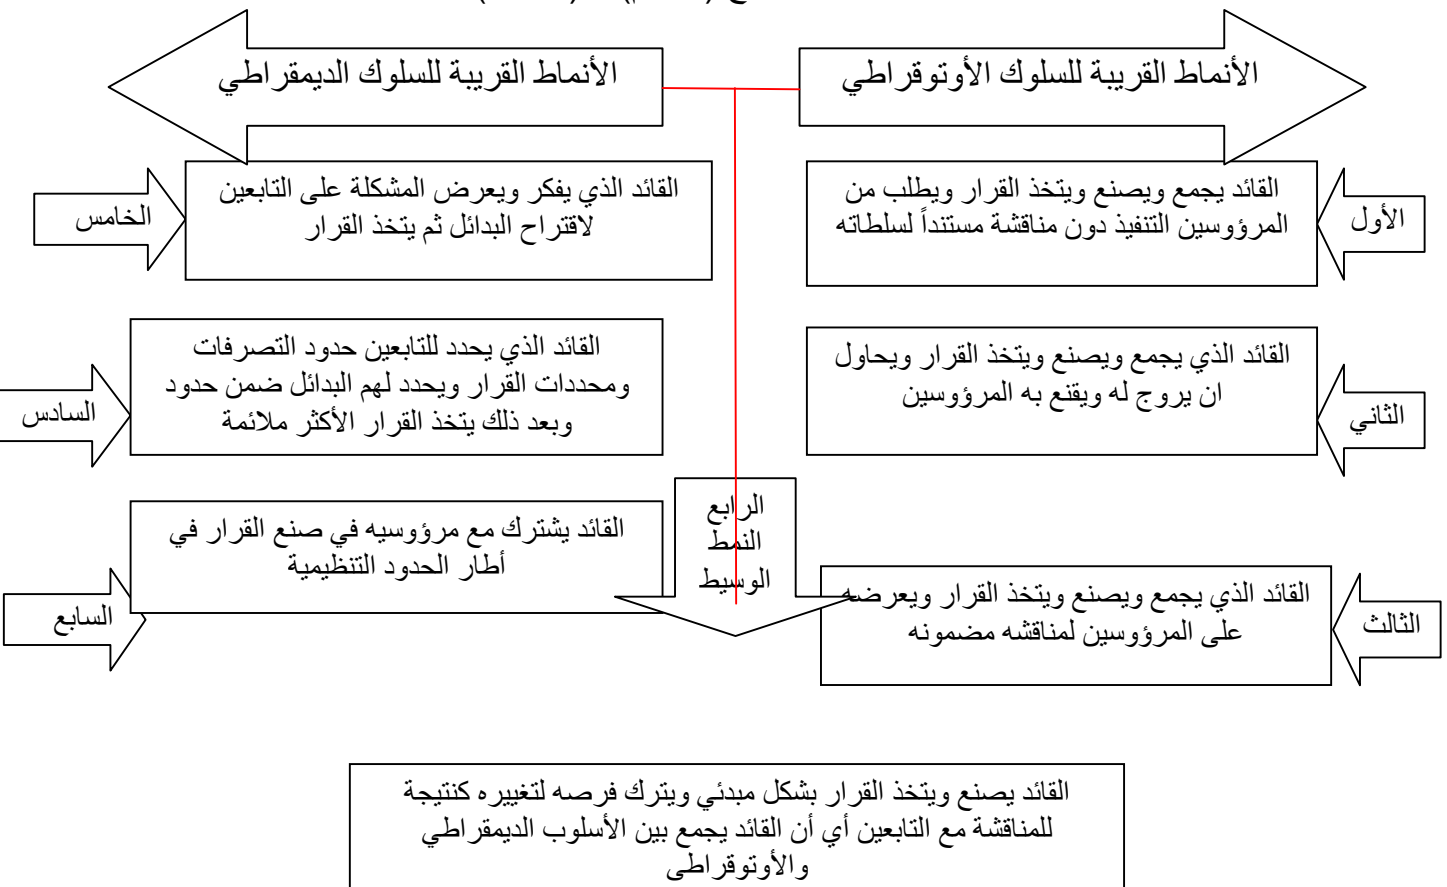 الأنماط القريبة للسلوك الأوتوقراطي
الأنماط القريبة للسلوك الديمقراطي
الأول
القائد يجمع ويصنع ويتخذ القرار ويطلب من
المرؤوسين التنفيذ دون مناقشة مستنداً لسلطاته
القائد الذي يفكر ويعرض المشكلة على التابعين
لاقتراح البدائل ثم يتخذ القرار
الخامس
الثاني
القائد الذي يجمع ويصنع ويتخذ القرار ويحاول
ان يروج له ويقنع به المرؤوسين
القائد الذي يحدد للتابعين حدود التصرفات
ومحددات القرار ويحدد لهم البدائل ضمن حدود
وبعد ذلك يتخذ القرار الأكثر ملائمة
السادس
الثالث
القائد الذي يجمع ويصنع ويتخذ القرار ويعرضه
على المرؤوسين لمناقشه مضمونه
الرابع
النمط
الوسيط
القائد يشترك مع مرؤوسيه في صنع القرار في
أطار الحدود التنظيمية
السابع
القائد يصنع ويتخذ القرار بشكل مبدئي ويترك فرصه لتغييره كنتيجة
للمناقشة مع التابعين أي أن القائد يجمع بين الأسلوب الديمقراطي
والأوتوقراطي